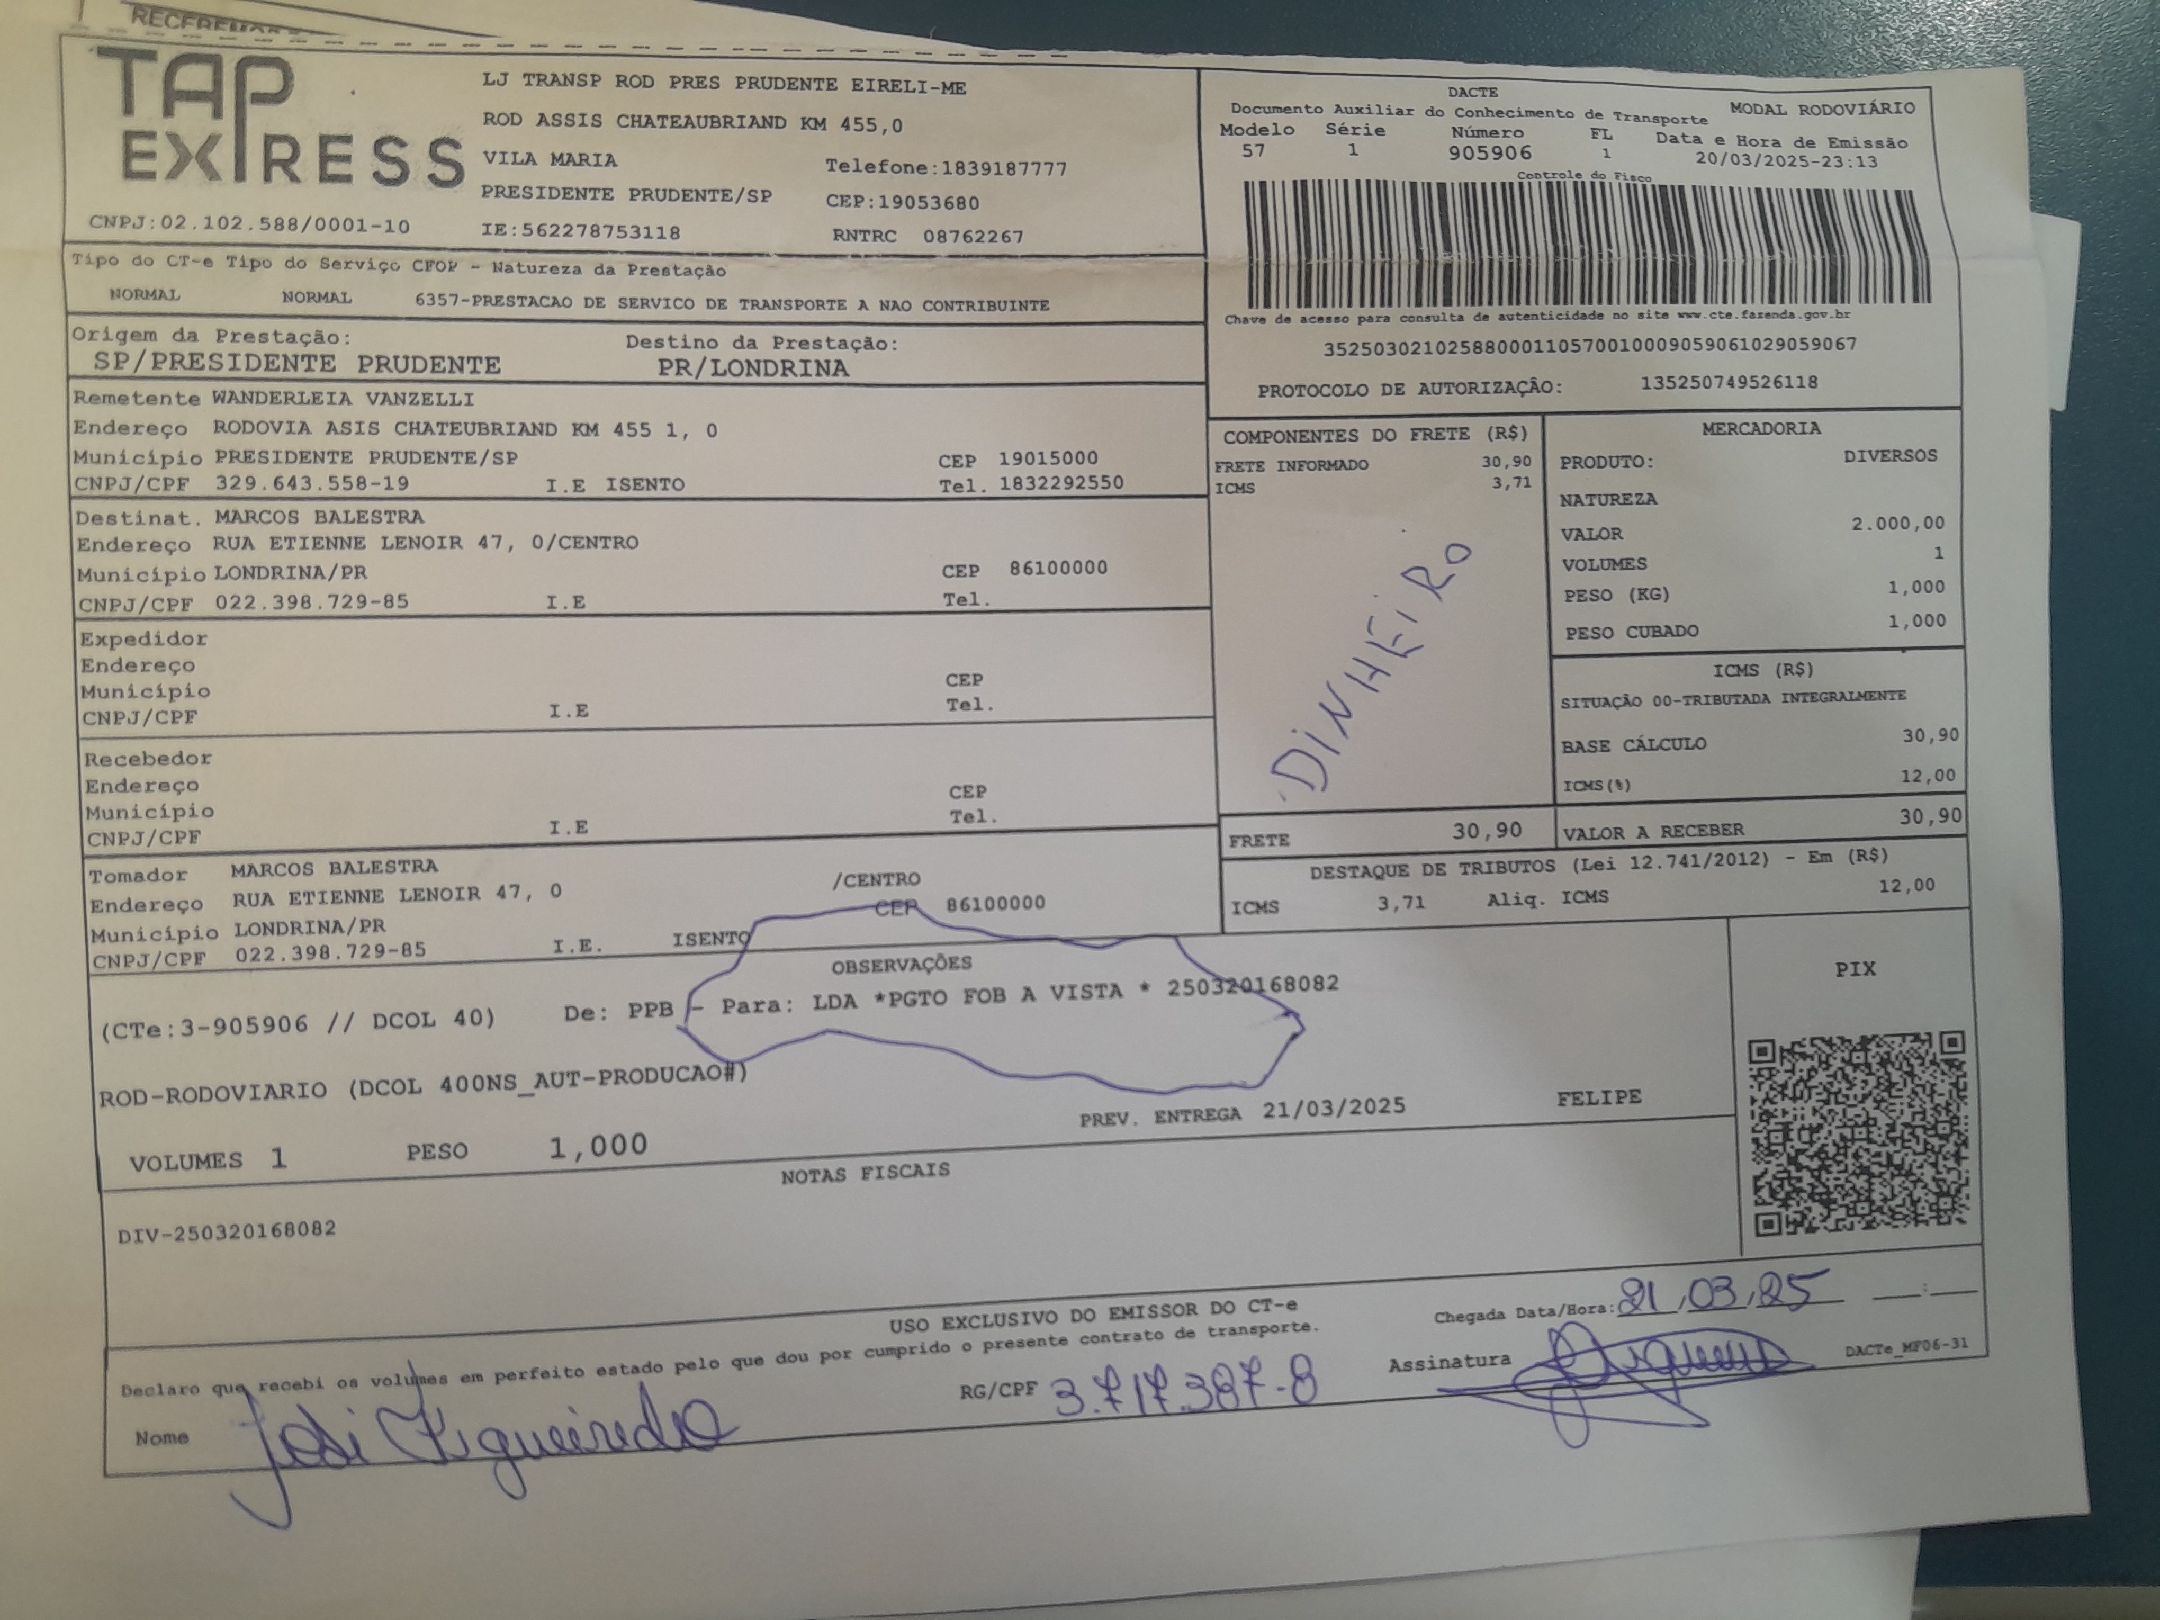 TAP
EXPRESS
CNPJ:02.102.588/0001-10
LJ TRANSP ROD PRES PRUDENTE EIRELI-ME
ROD ASSIS CHATEAUBRIAND KM 455,0
VILA MARIA Telefone:1839187777
PRESIDENTE PRUDENTE/SP CEP:19053680
IE:562278753118 RNTRC 08762267
DACTE
Documento Auxiliar do Conhecimento de Transporte MODAL RODOVIÁRIO
Modelo Série Número FL Data e Hora de Emissão
57 1 905906 1 20/03/2025-23:13
Controle do Fisco
Chave de acesso para consulta de autenticidade no site www.cte.fazenda.gov.br
35250302102588000110570010009059061029059067
PROTOCOLO DE AUTORIZAÇÃO: 135250749526118
Tipo do CT-e Tipo do Serviço CFOP - Natureza da Prestação
NORMAL NORMAL 6357-PRESTACAO DE SERVICO DE TRANSPORTE A NAO CONTRIBUINTE
Origem da Prestação: Destino da Prestação:
SP/PRESIDENTE PRUDENTE PR/LONDRINA
Remetente WANDERLEIA VANZELLI
Endereço RODOVIA ASIS CHATEUBRIAND KM 455 1, 0
Município PRESIDENTE PRUDENTE/SP CEP 19015000
CNPJ/CPF 329.643.558-19 I.E ISENTO Tel. 1832292550
Destinat. MARCOS BALESTRA
Endereço RUA ETIENNE LENOIR 47, 0/CENTRO
Município LONDRINA/PR CEP 86100000
CNPJ/CPF 022.398.729-85 I.E Tel.
Expedidor
Endereço
Município CEP
CNPJ/CPF I.E Tel.
Recebedor
Endereço
Município CEP
CNPJ/CPF I.E Tel.
Tomador MARCOS BALESTRA
Endereço RUA ETIENNE LENOIR 47, 0 /CENTRO
Município LONDRINA/PR CEP 86100000
CNPJ/CPF 022.398.729-85 I.E. ISENTO
COMPONENTES DO FRETE (R$)
FRETE INFORMADO 30,90
ICMS 3,71
DINHEIRO
MERCADORIA
PRODUTO: DIVERSOS
NATUREZA
VALOR 2.000,00
VOLUMES 1
PESO (KG) 1,000
PESO CUBADO 1,000
ICMS (R$)
SITUAÇÃO 00-TRIBUTADA INTEGRALMENTE
BASE CÁLCULO 30,90
ICMS(%) 12,00
FRETE 30,90 VALOR A RECEBER 30,90
DESTAQUE DE TRIBUTOS (Lei 12.741/2012) - Em (R$)
ICMS 3,71 Aliq. ICMS 12,00
OBSERVAÇÕES
(CTe:3-905906 // DCOL 40) De: PPB - Para: LDA *PGTO FOB A VISTA * 250320168082
ROD-RODOVIARIO (DCOL 400NS_AUT-PRODUCAO#)
PREV. ENTREGA 21/03/2025 FELIPE
VOLUMES 1 PESO 1,000
PIX
NOTAS FISCAIS
DIV-250320168082
USO EXCLUSIVO DO EMISSOR DO CT-e
Declaro que recebi os volumes em perfeito estado pelo que dou por cumprido o presente contrato de transporte.
Chegada Data/Hora: 21/03/25 __:__
Nome José Figueiredo RG/CPF 3.717.387-8 Assinatura
DACTe_MF06-31